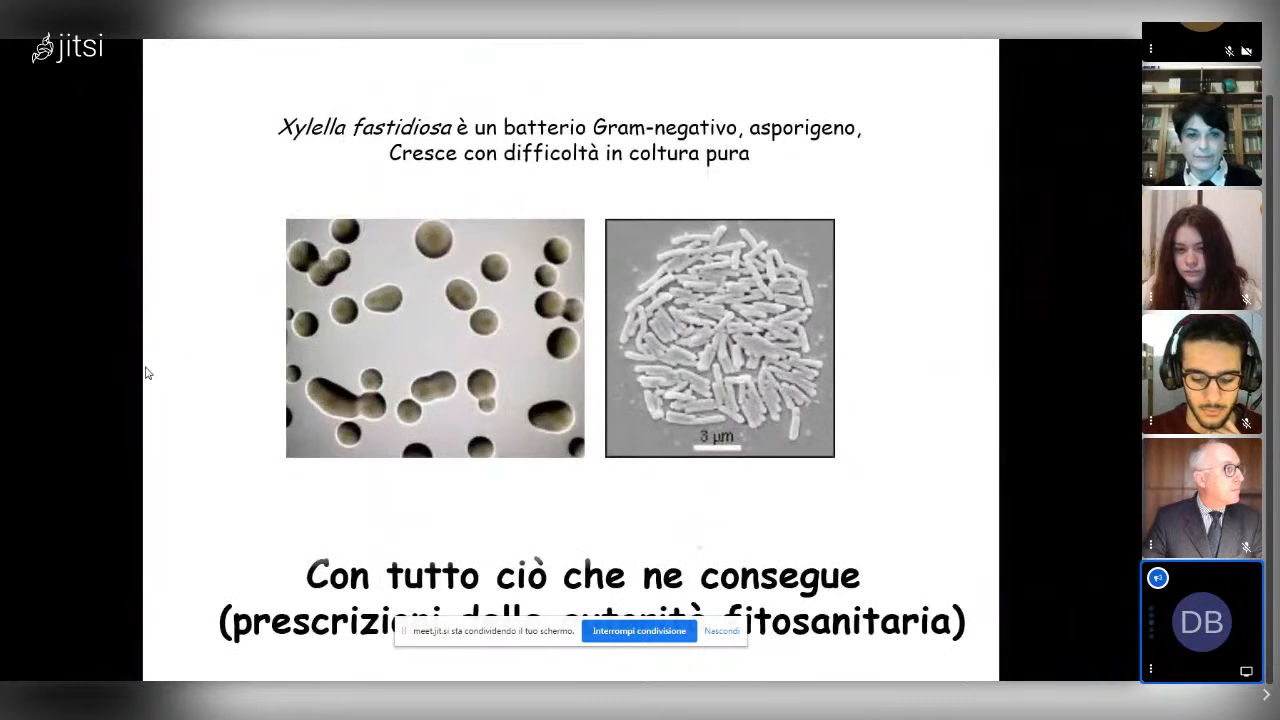 jitsi
Xylella fastidiosa è un batterio Gram-negativo, asporigeno,
Cresce con difficoltà in coltura pura
3 µm
Con tutto ciò che ne consegue
(prescrizioni fitosanitaria)
meet.jit.si sta condividendo il tuo schermo.
Interrompi condivisione
Nascondi
DB